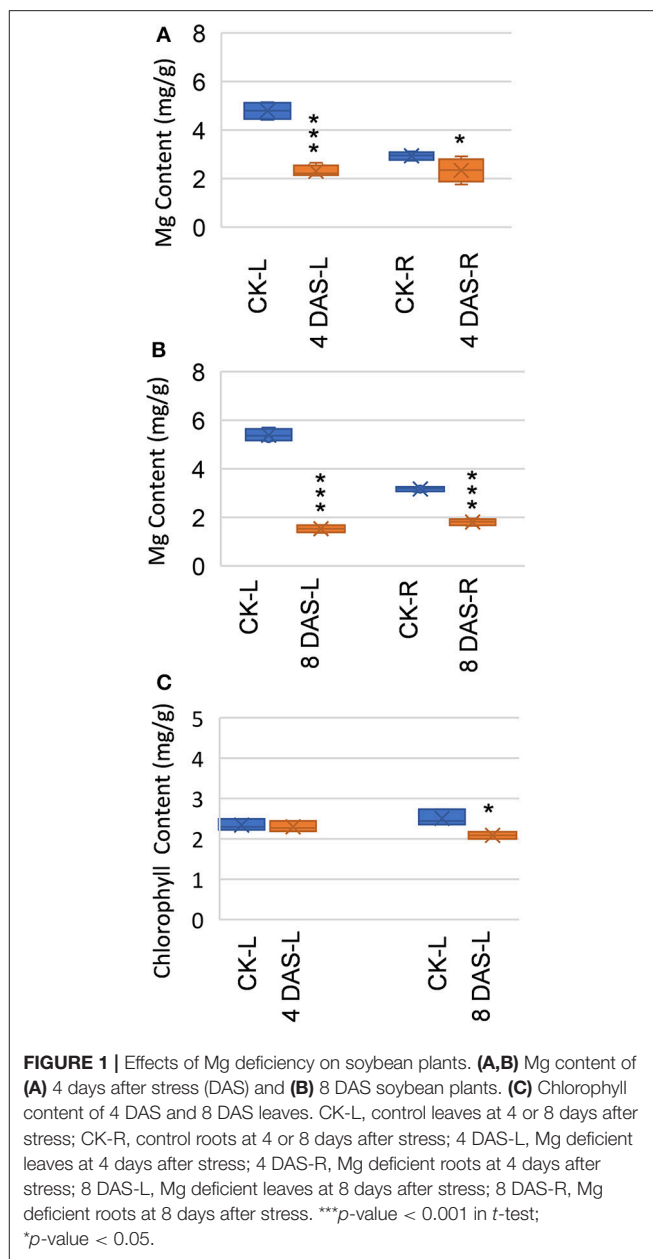 A
8
6
4
2
0
Mg Content (mg/g)
***
*
CK-L
4 DAS-L
CK-R
4 DAS-R
B
8
6
4
2
0
Mg Content (mg/g)
***
***
CK-L
8 DAS-L
CK-R
8 DAS-R
C
5
4
3
2
1
0
Chlorophyll Content (mg/g)
*
CK-L
4 DAS-L
CK-L
8 DAS-L
FIGURE 1 | Effects of Mg deficiency on soybean plants. (A,B) Mg content of
(A) 4 days after stress (DAS) and (B) 8 DAS soybean plants. (C) Chlorophyll
content of 4 DAS and 8 DAS leaves. CK-L, control leaves at 4 or 8 days after
stress; CK-R, control roots at 4 or 8 days after stress; 4 DAS-L, Mg deficient
leaves at 4 days after stress; 4 DAS-R, Mg deficient roots at 4 days after
stress; 8 DAS-L, Mg deficient leaves at 8 days after stress; 8 DAS-R, Mg
deficient roots at 8 days after stress. ***p-value < 0.001 in t-test;
*p-value < 0.05.